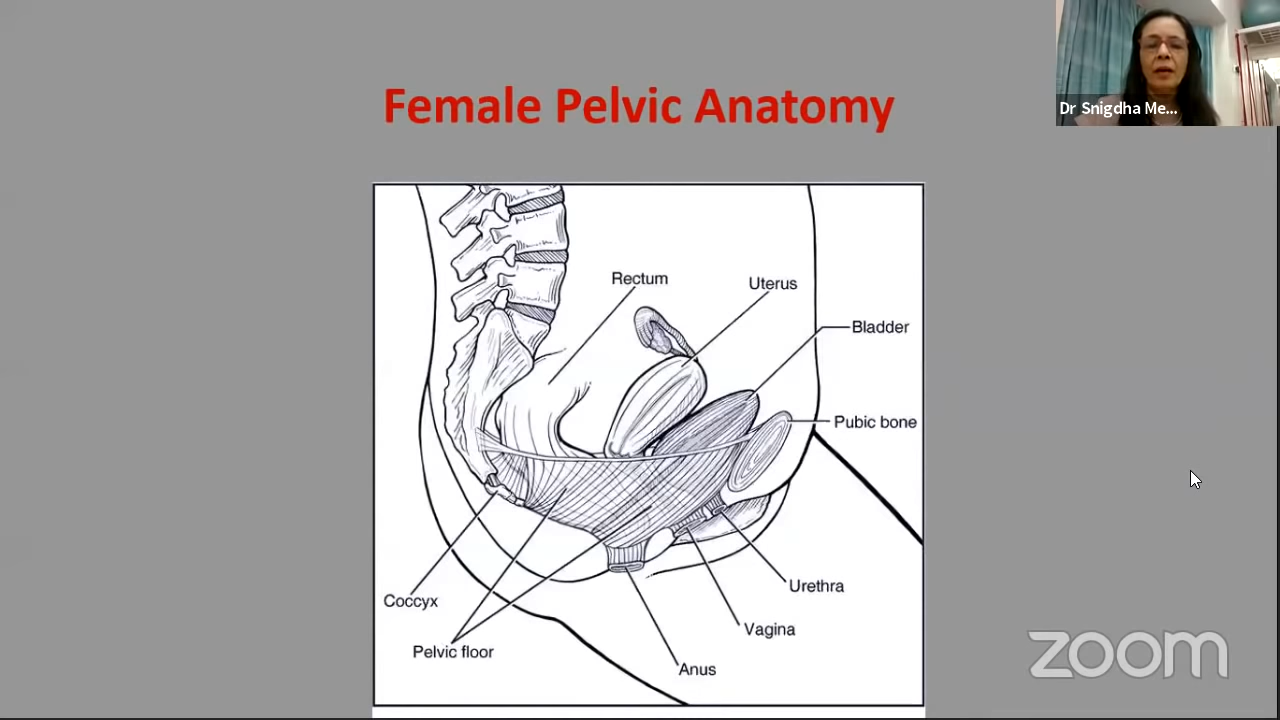 Female Pelvic Anatomy
Dr Snigdha Me...
Rectum
Uterus
Bladder
Pubic bone
Coccyx
Urethra
Vagina
Pelvic floor
Anus
zoom